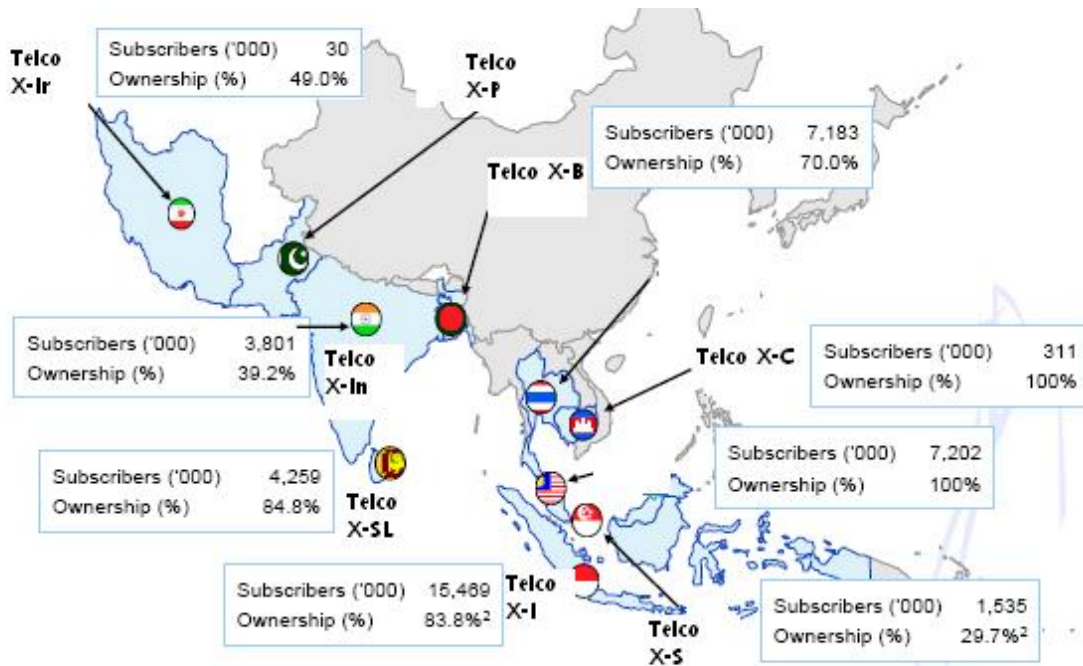 Telco
X-Ir
Subscribers ('000) 30
Ownership (%) 49.0%
Telco
X-P
Subscribers ('000) 7,183
Ownership (%) 70.0%
Telco X-B
Subscribers ('000) 3,801
Ownership (%) 39.2%
Telco
X-In
Telco X-C
Subscribers ('000) 311
Ownership (%) 100%
Subscribers ('000) 4,259
Ownership (%) 84.8%
Telco
X-SL
Subscribers ('000) 7,202
Ownership (%) 100%
Subscribers ('000) 15,469
Ownership (%) 83.8%²
Telco
X-I
Telco
X-S
Subscribers ('000) 1,535
Ownership (%) 29.7%²